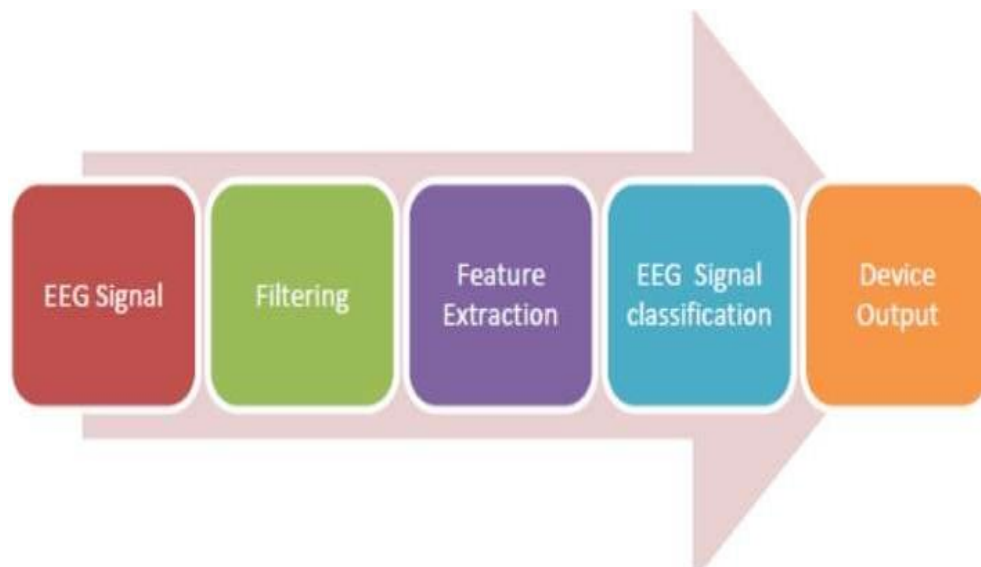 EEG Signal
Filtering
Feature
Extraction
EEG Signal
classification
Device
Output